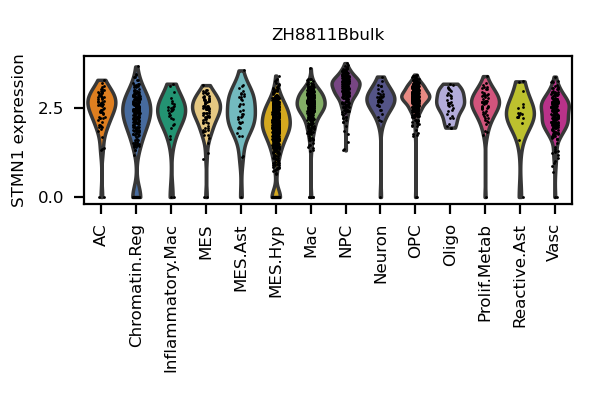 ZH8811Bbulk
STMN1 expression
2.5
0.0
AC
Chromatin.Reg
Inflammatory.Mac
MES
MES.Ast
MES.Hyp
Mac
NPC
Neuron
OPC
Oligo
Prolif.Metab
Reactive.Ast
Vasc